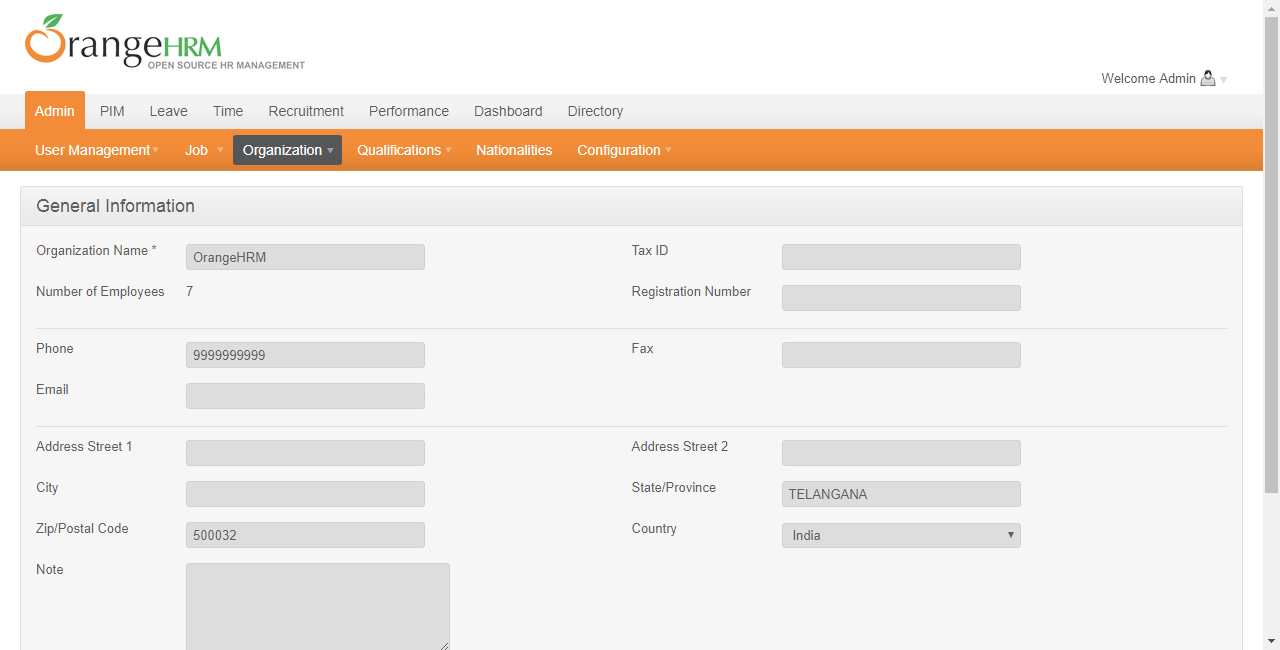 OrangeHRM
OPEN SOURCE HR MANAGEMENT
Welcome Admin
Admin PIM Leave Time Recruitment Performance Dashboard Directory
User Management Job Organization Qualifications Nationalities Configuration
General Information
Organization Name * OrangeHRM Tax ID
Number of Employees 7 Registration Number
Phone 9999999999 Fax
Email
Address Street 1 Address Street 2
City State/Province TELANGANA
Zip/Postal Code 500032 Country India
Note